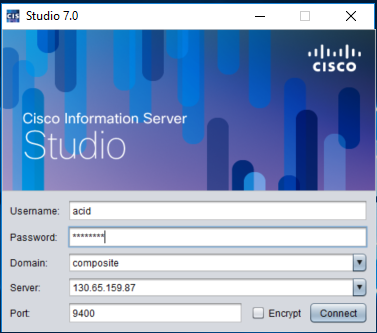 CIS Studio 7.0
CISCO
Cisco Information Server
Studio
Username: acid
Password: ********
Domain: composite
Server: 130.65.159.87
Port: 9400 Encrypt Connect